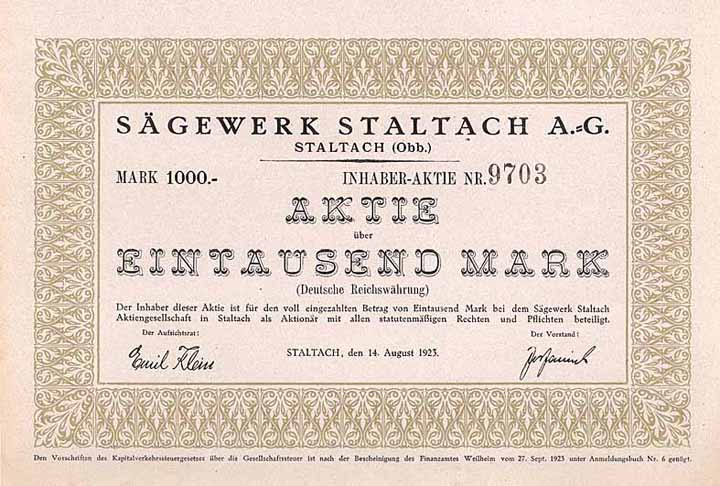 SÄGEWERK STALTACH A.=G.
STALTACH (Obb.)
MARK 1000.- INHABER-AKTIE NR. 9703
AKTIE
über
EINTAUSEND MARK
(Deutsche Reichswährung)
Der Inhaber dieser Aktie ist für den voll eingezahlten Betrag von Eintausend Mark bei dem Sägewerk Staltach
Aktiengesellschaft in Staltach als Aktionär mit allen statutenmäßigen Rechten und Pflichten beteiligt.
Der Aufsichtsrat: Der Vorstand:
STALTACH, den 14. August 1923.
Emil Klein
Den Vorschriften des Kapitalverkehrssteuergesetzes über die Gesellschaftssteuer ist nach der Bescheinigung des Finanzamtes Weilheim vom 27. Sept. 1923 unter Anmeldungsbuch Nr. 6 genügt.